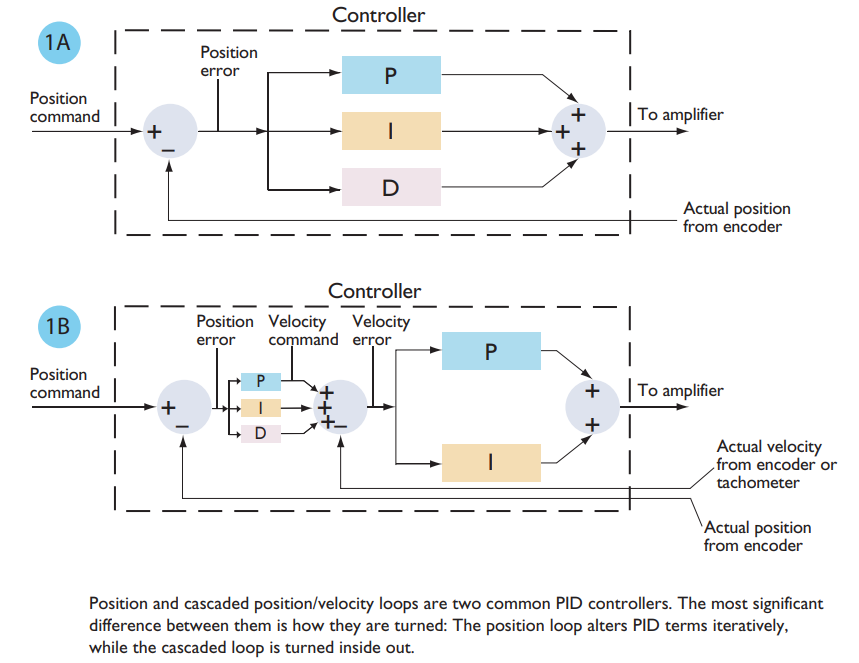 Controller
1A
Position
error
P
Position
command
I
To amplifier
+
−
+
+
+
D
Actual position
from encoder
Controller
1B
Position
error
Velocity
command
Velocity
error
P
Position
command
P
I
D
To amplifier
+
−
+
+
+
−
+
+
I
Actual velocity
from encoder or
tachometer
Actual position
from encoder
Position and cascaded position/velocity loops are two common PID controllers. The most significant
difference between them is how they are turned: The position loop alters PID terms iteratively,
while the cascaded loop is turned inside out.